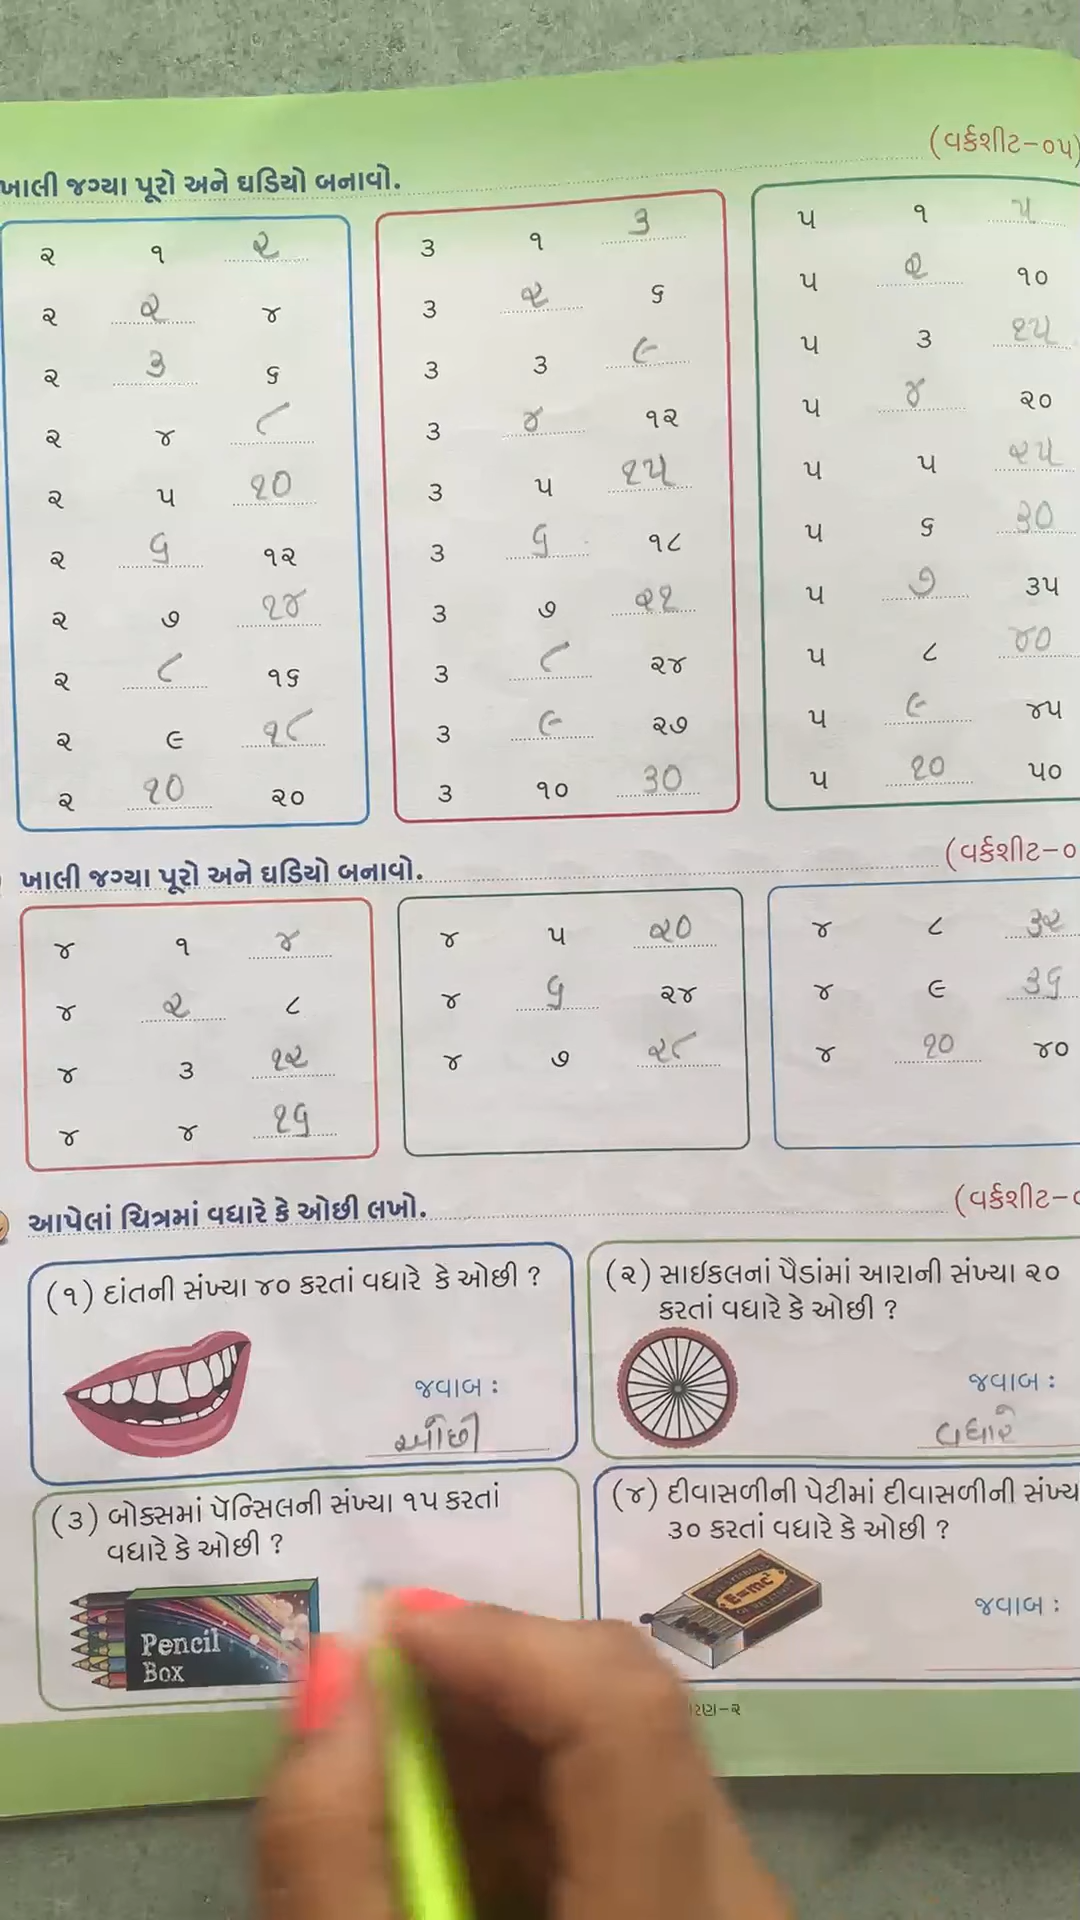 (વર્કશીટ-૦૫)
ખાલી જગ્યા પૂરો અને ઘડિયો બનાવો.
૨ ૧ ૨
૨ ૨ ૪
૨ ૩ ૬
૨ ૪ ૮
૨ ૫ ૧૦
૨ ૬ ૧૨
૨ ૭ ૧૪
૨ ૮ ૧૬
૨ ૯ ૧૮
૨ ૧૦ ૨૦
૩ ૧ ૩
૩ ૨ ૬
૩ ૩ ૯
૩ ૪ ૧૨
૩ ૫ ૧૫
૩ ૬ ૧૮
૩ ૭ ૨૧
૩ ૮ ૨૪
૩ ૯ ૨૭
૩ ૧૦ ૩૦
૫ ૧ ૫
૫ ૨ ૧૦
૫ ૩ ૧૫
૫ ૪ ૨૦
૫ ૫ ૨૫
૫ ૬ ૩૦
૫ ૭ ૩૫
૫ ૮ ૪૦
૫ ૯ ૪૫
૫ ૧૦ ૫૦
(વર્કશીટ-૦
ખાલી જગ્યા પૂરો અને ઘડિયો બનાવો.
૪ ૧ ૪
૪ ૨ ૮
૪ ૩ ૧૨
૪ ૪ ૧૬
૪ ૫ ૨૦
૪ ૬ ૨૪
૪ ૭ ૨૮
૪ ૮ ૩૨
૪ ૯ ૩૬
૪ ૧૦ ૪૦
(વર્કશીટ-૦
આપેલાં ચિત્રમાં વધારે કે ઓછી લખો.
(૧) દાંતની સંખ્યા ૪૦ કરતાં વધારે કે ઓછી ?
જવાબ :
ઓછી
(૨) સાઈકલનાં પૈડાંમાં આરાની સંખ્યા ૨૦
કરતાં વધારે કે ઓછી ?
જવાબ :
વધારે
(૩) બોક્સમાં પૅન્સિલની સંખ્યા ૧૫ કરતાં
વધારે કે ઓછી ?
Pencil
Box
(૪) દીવાસળીની પેટીમાં દીવાસળીની સંખ્ય
૩૦ કરતાં વધારે કે ઓછી ?
E=mc²
જવાબ :